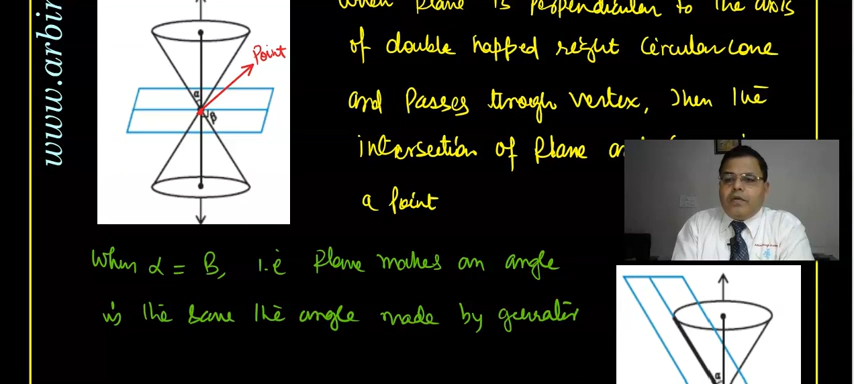 When Plane is perpendicular to the axis
of double napped right circular cone
and Passes through vertex, then the
intersection of Plane and
a Point
www.arbin
Point
α
β
When α = B, i.e Plane makes an angle
is the same the angle made by generator
α